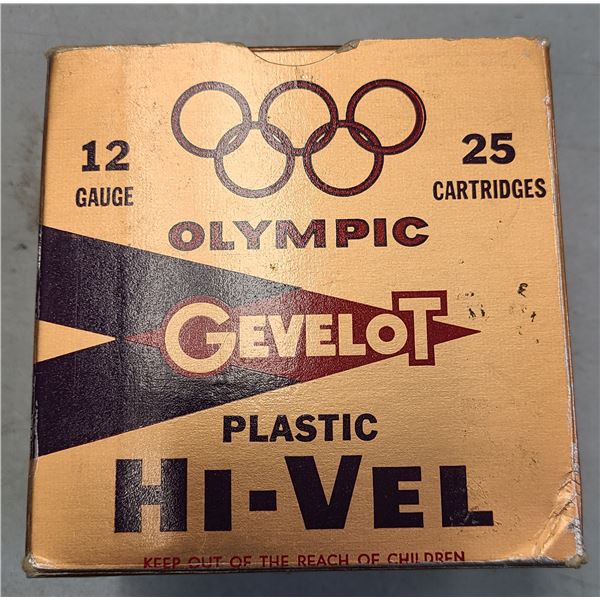 12
GAUGE
25
CARTRIDGES
OLYMPIC
GEVELOT
PLASTIC
HI-VEL
KEEP OUT OF THE REACH OF CHILDREN